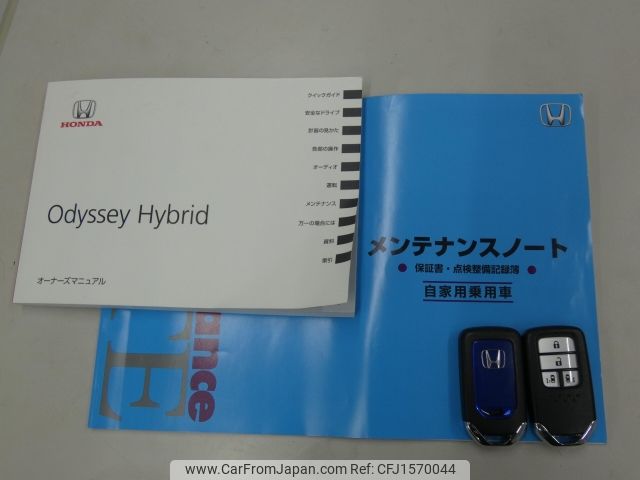 HONDA
Odyssey Hybrid
オーナーズマニュアル
クイックガイド
安全なドライブ
計器の見かた
各部の操作
オーディオ
運転
メンテナンス
万一の場合には
資料
索引
メンテナンスノート
● 保証書・点検整備記録簿 ●
自家用乗用車
www.CarFromJapan.com CFJ1570044